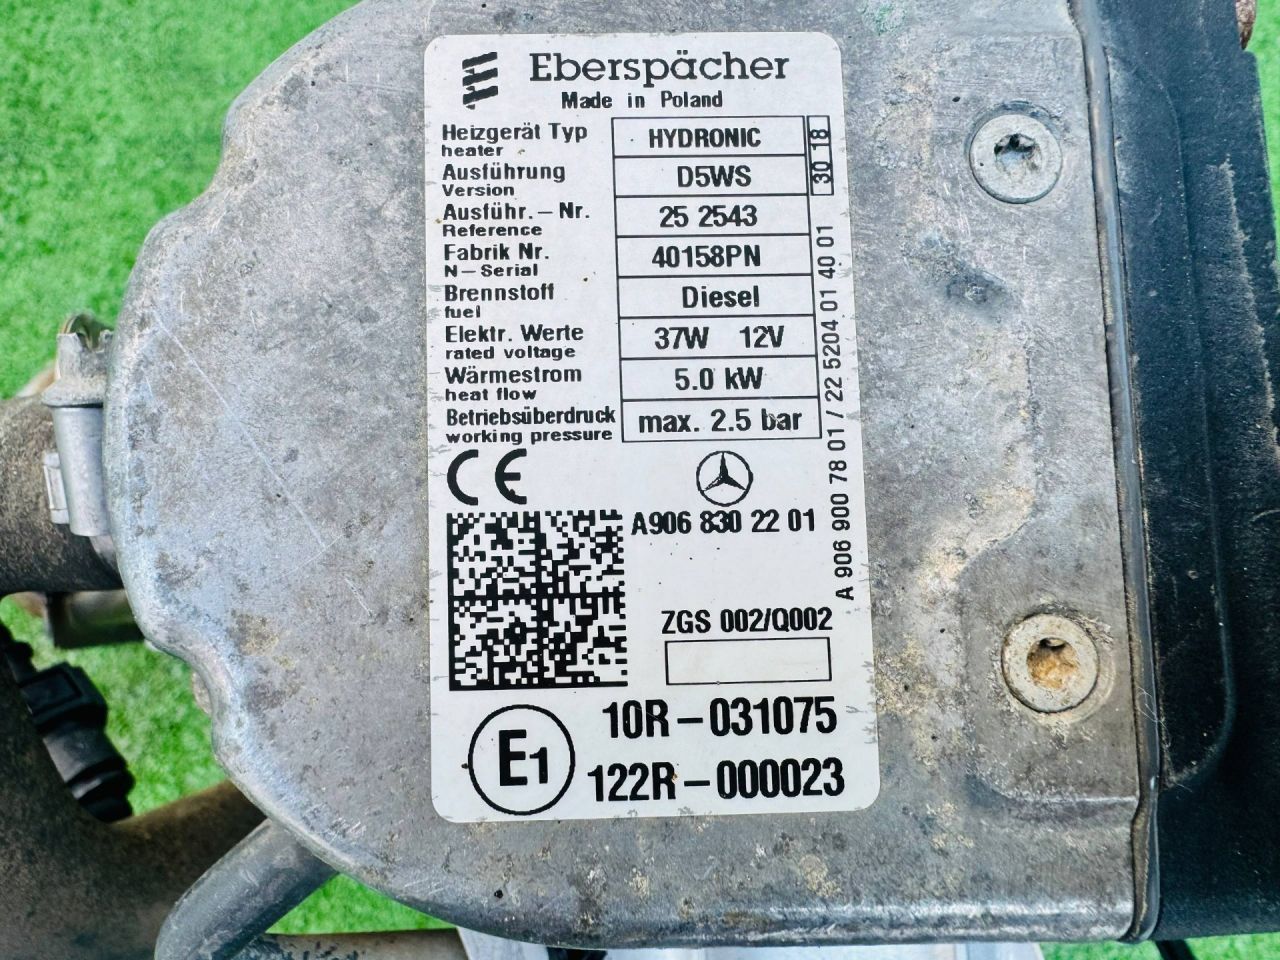 Eberspächer
Made in Poland
Heizgerät Typ
heater
HYDRONIC
Ausführung
Version
D5WS
Ausführ.-Nr.
Reference
25 2543
Fabrik Nr.
N-Serial
40158PN
Brennstoff
fuel
Diesel
Elektr. Werte
rated voltage
37W 12V
Wärmestrom
heat flow
5.0 kW
Betriebsüberdruck
working pressure
max. 2.5 bar
30 18
A 906 900 78 01 / 22 5204 01 40 01
CE
A906 830 22 01
ZGS 002/Q002
E1
10R-031075
122R-000023